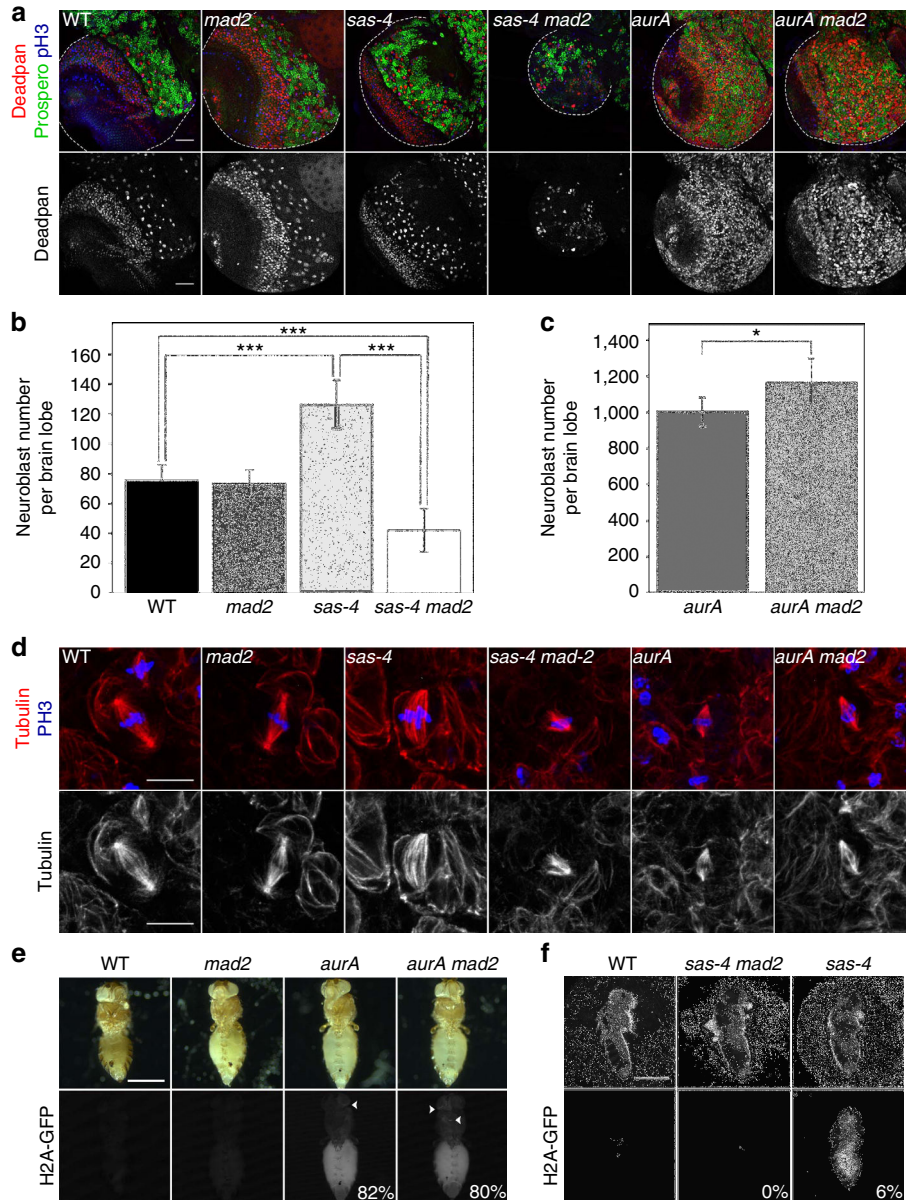 a
WT
mad2
sas-4
sas-4 mad2
aurA
aurA mad2
Deadpan
Prospero pH3
Deadpan
b
Neuroblast number
per brain lobe
160
140
120
100
80
60
40
20
0
***
***
***
WT
mad2
sas-4
sas-4 mad2
c
Neuroblast number
per brain lobe
1,400
1,200
1,000
800
600
400
200
0
*
aurA
aurA mad2
d
WT
mad2
sas-4
sas-4 mad-2
aurA
aurA mad2
Tubulin
PH3
Tubulin
e
WT
mad2
aurA
aurA mad2
H2A-GFP
82%
80%
f
WT
sas-4 mad2
sas-4
H2A-GFP
0%
6%